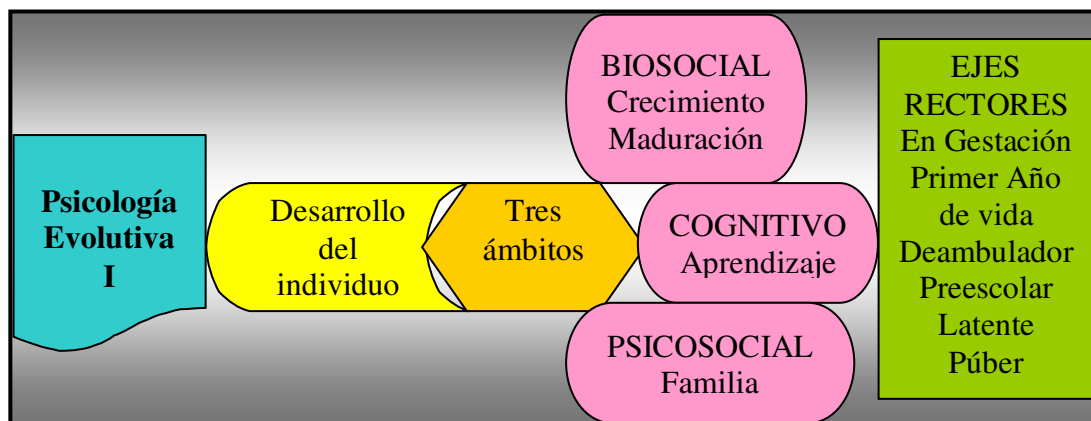 Psicología
Evolutiva
I
Desarrollo
del
individuo
Tres
ámbitos
BIOSOCIAL
Crecimiento
Maduración
COGNITIVO
Aprendizaje
PSICOSOCIAL
Familia
EJES
RECTORES
En Gestación
Primer Año
de vida
Deambulador
Preescolar
Latente
Púber